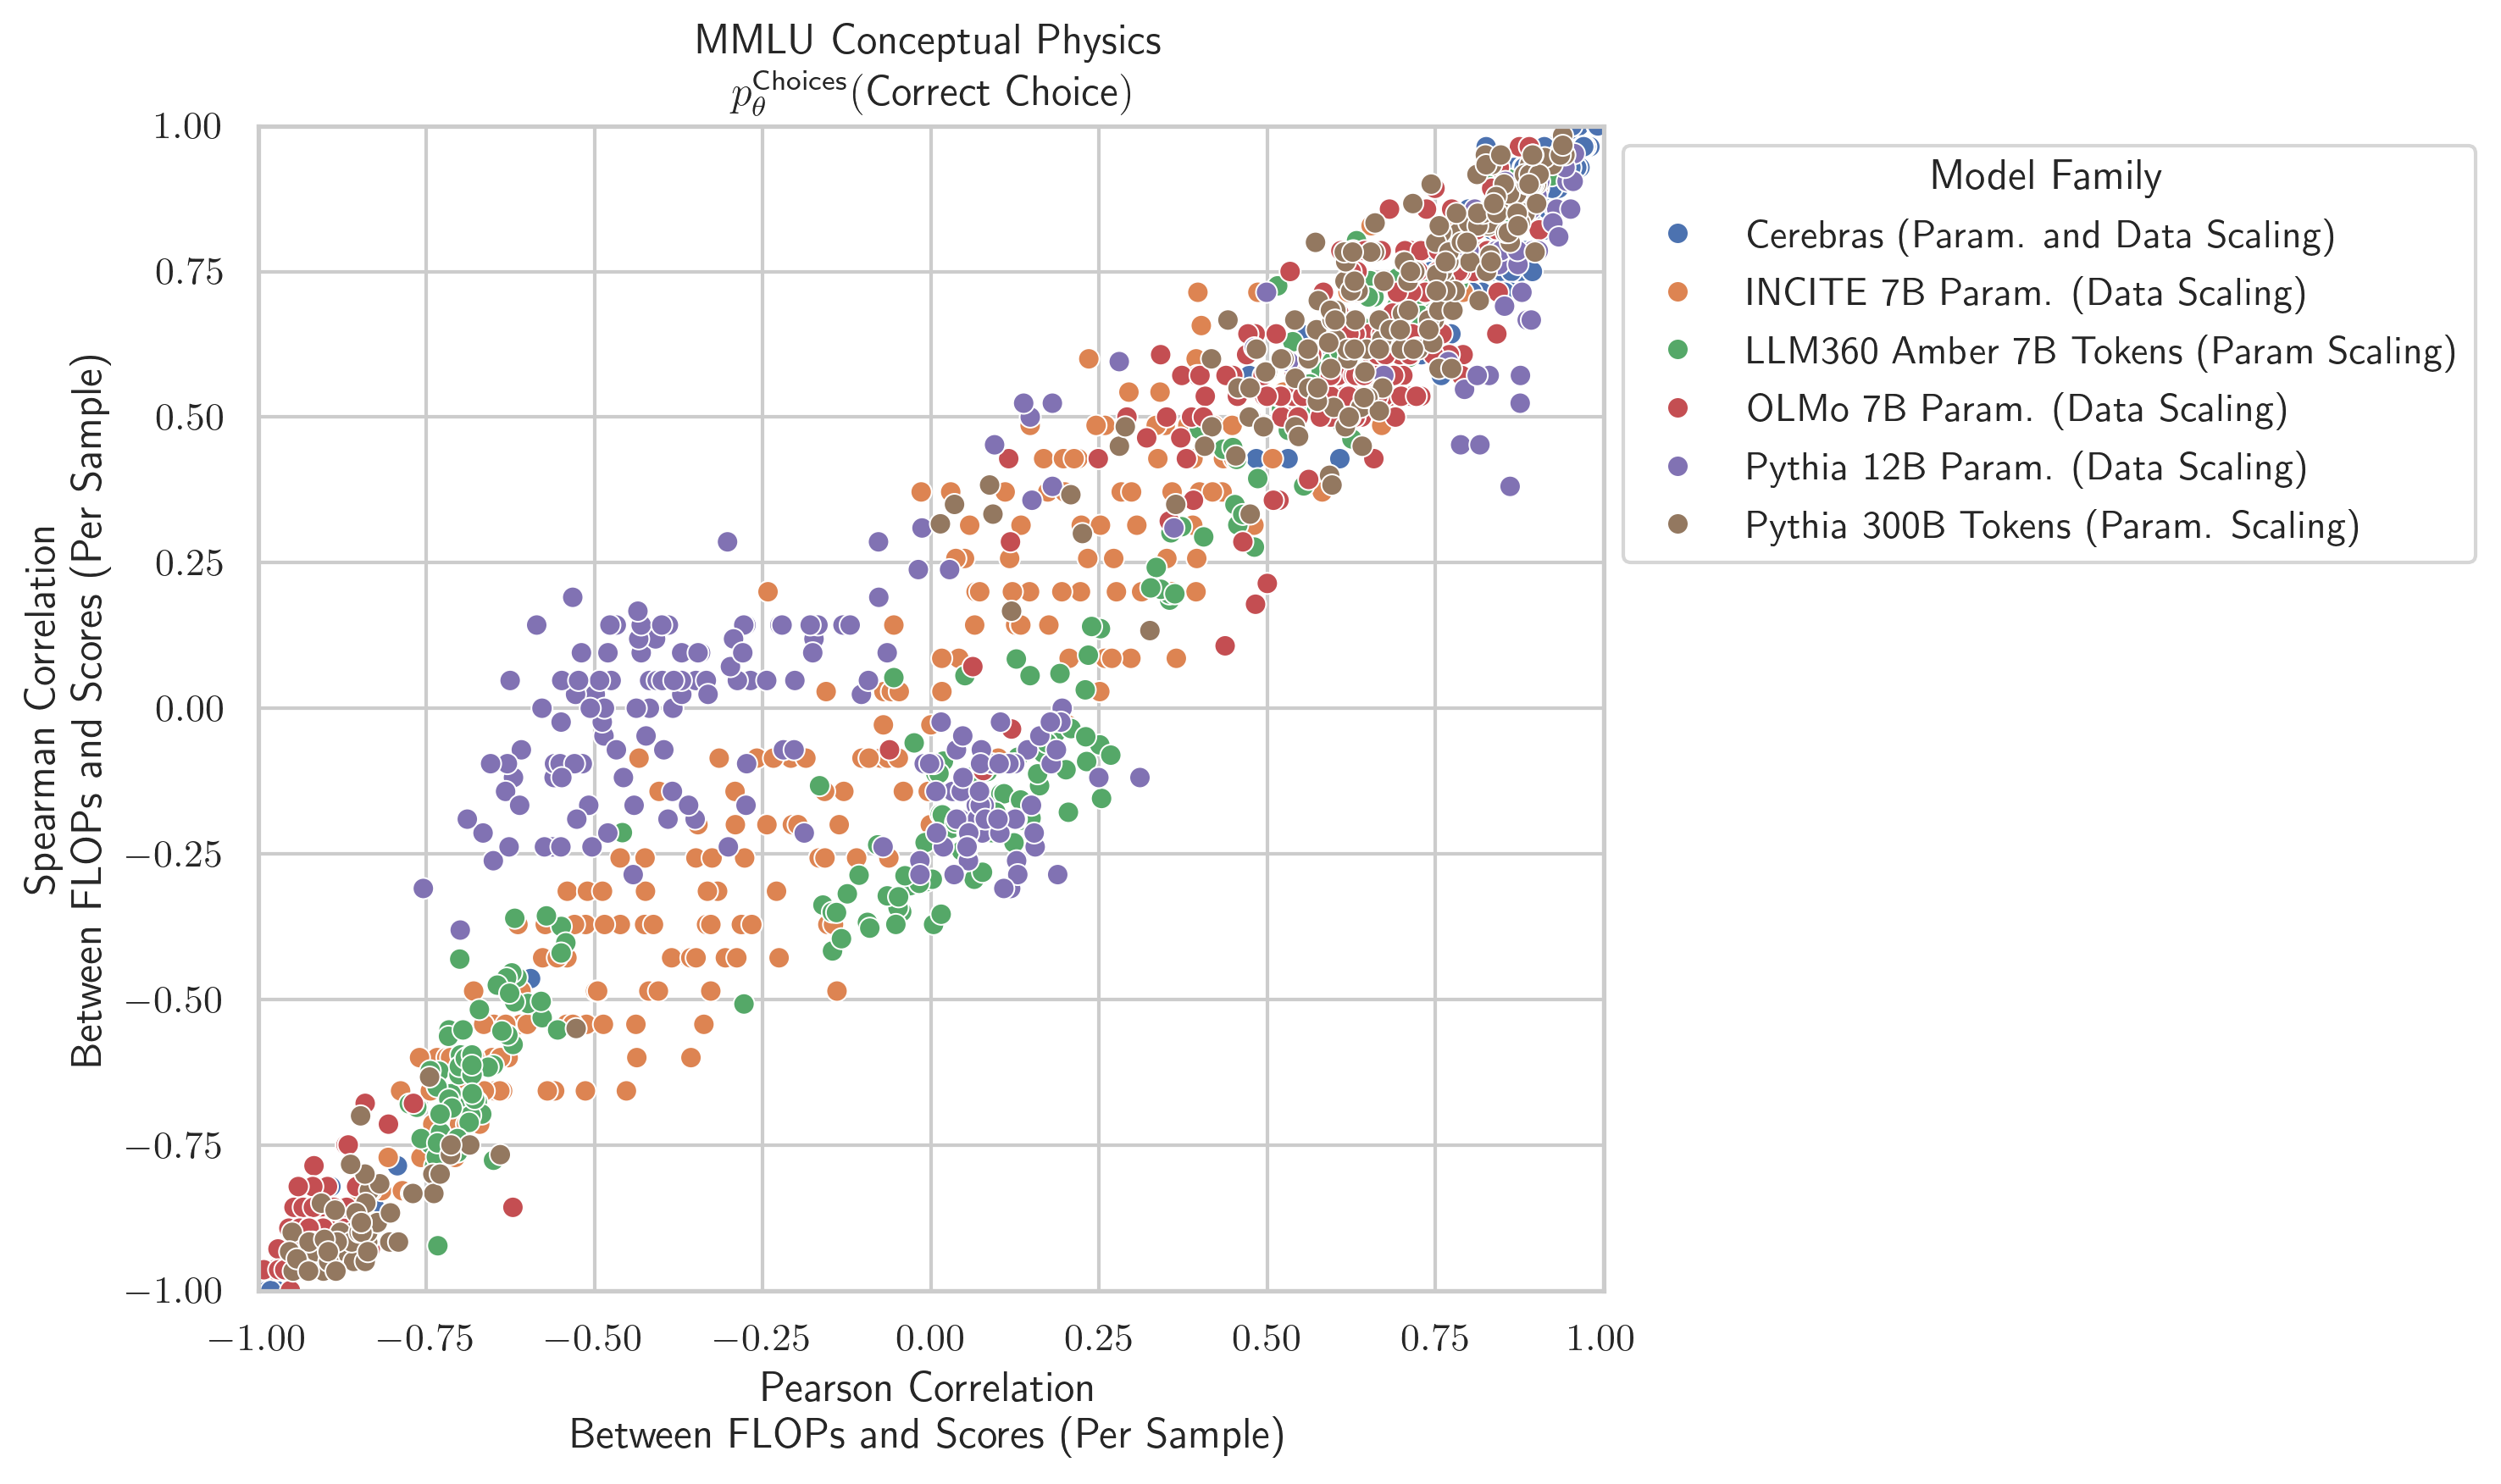 MMLU Conceptual Physics
p_θ^Choices(Correct Choice)
1.00
0.75
0.50
0.25
0.00
−0.25
−0.50
−0.75
−1.00
Spearman Correlation
Between FLOPs and Scores (Per Sample)
−1.00 −0.75 −0.50 −0.25 0.00 0.25 0.50 0.75 1.00
Pearson Correlation
Between FLOPs and Scores (Per Sample)
Model Family
Cerebras (Param. and Data Scaling)
INCITE 7B Param. (Data Scaling)
LLM360 Amber 7B Tokens (Param Scaling)
OLMo 7B Param. (Data Scaling)
Pythia 12B Param. (Data Scaling)
Pythia 300B Tokens (Param. Scaling)